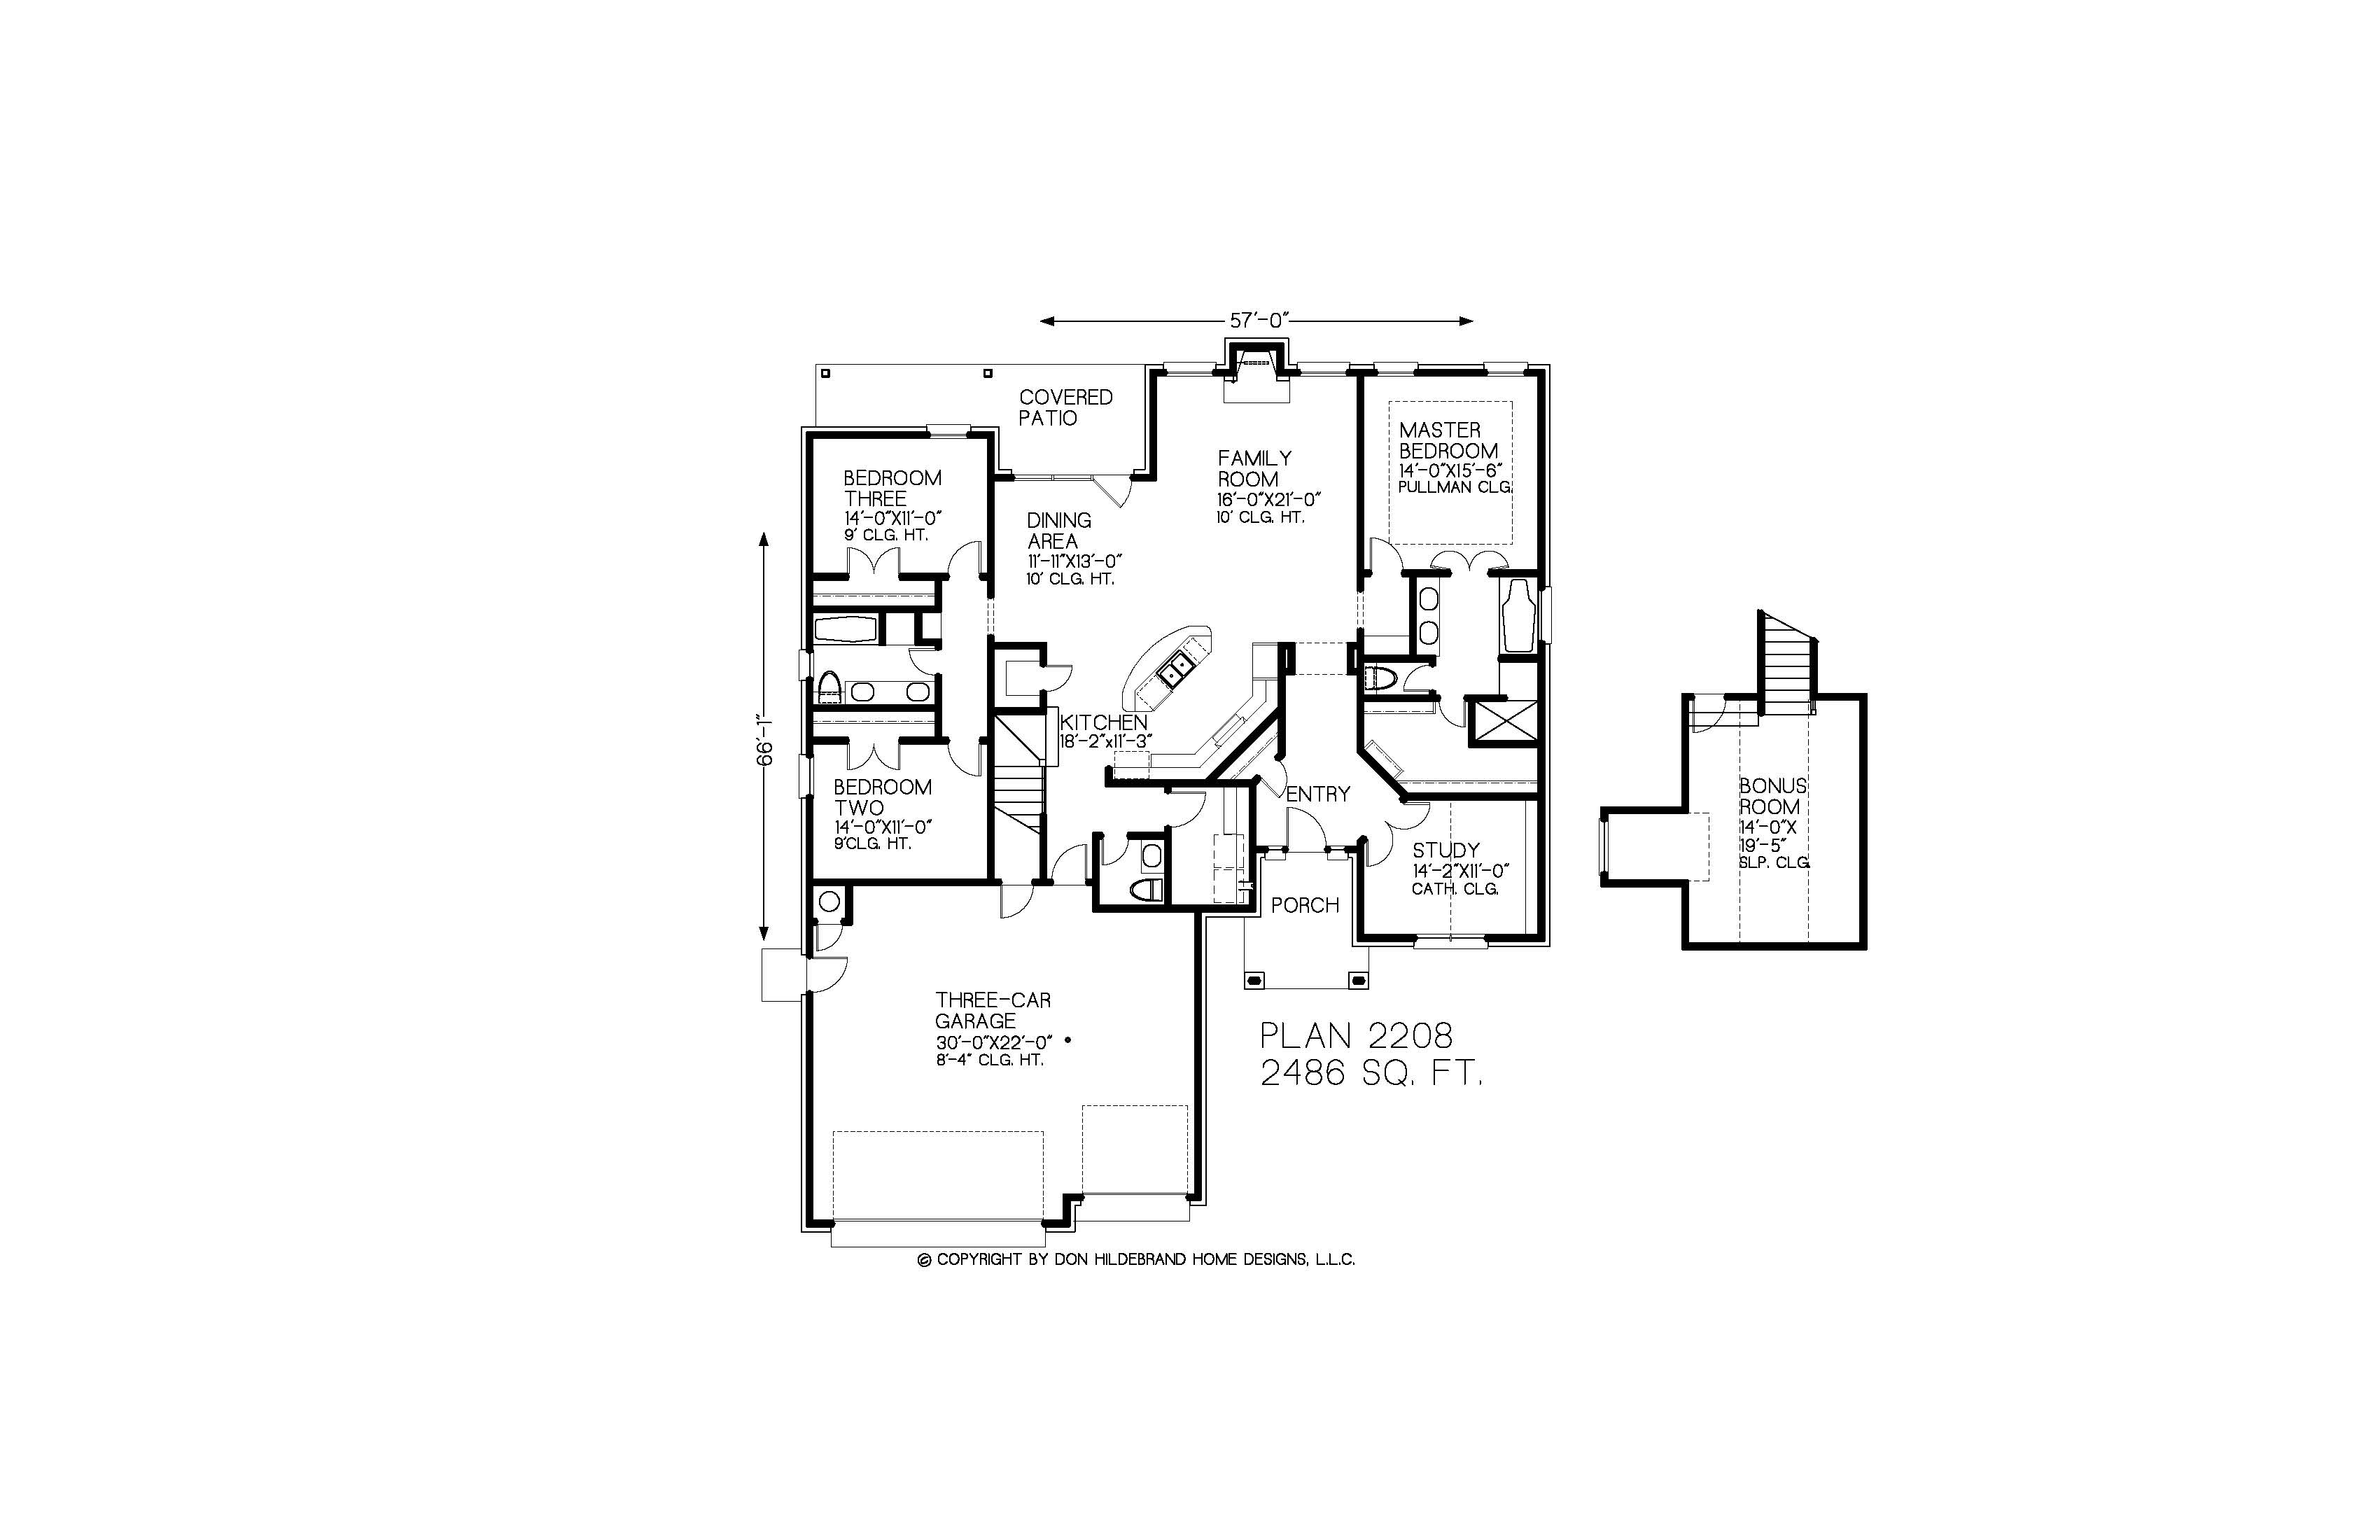 57'-0"
COVERED
PATIO
MASTER
BEDROOM
14'-0"X15'-6"
PULLMAN CLG.
FAMILY
ROOM
16'-0"X21'-0"
10' CLG. HT.
BEDROOM
THREE
14'-0"X11'-0"
9' CLG. HT.
DINING
AREA
11'-11"X13'-0"
10' CLG. HT.
66'-1"
KITCHEN
18'-2"x11'-3"
BEDROOM
TWO
14'-0"X11'-0"
9'CLG. HT.
ENTRY
BONUS
ROOM
14'-0"X
19'-5"
SLP. CLG.
STUDY
14'-2"X11'-0"
CATH. CLG.
PORCH
THREE-CAR
GARAGE
30'-0"X22'-0"
8'-4" CLG. HT.
PLAN 2208
2486 SQ. FT.
© COPYRIGHT BY DON HILDEBRAND HOME DESIGNS, L.L.C.